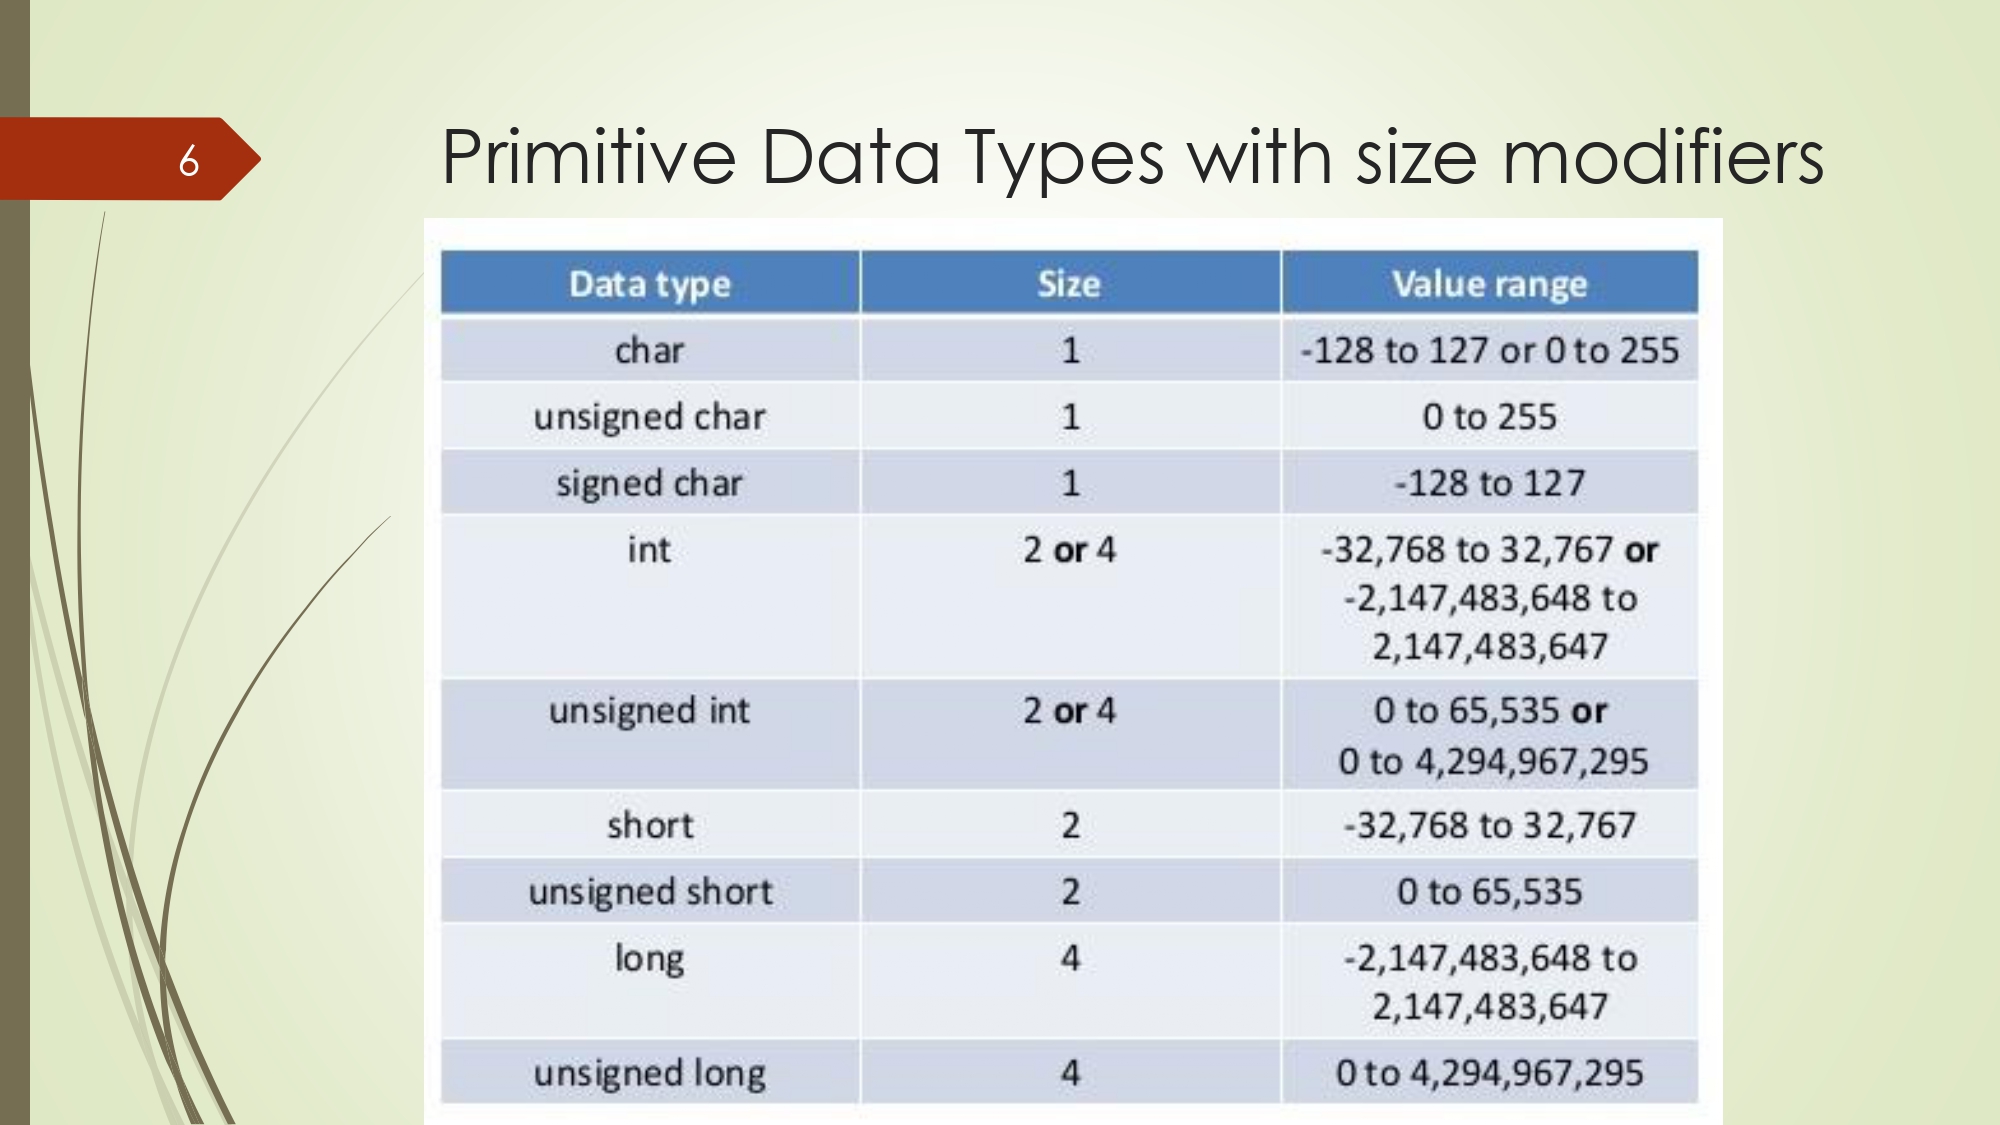 6
Primitive Data Types with size modifiers
Data type Size Value range
char 1 -128 to 127 or 0 to 255
unsigned char 1 0 to 255
signed char 1 -128 to 127
int 2 or 4 -32,768 to 32,767 or
-2,147,483,648 to
2,147,483,647
unsigned int 2 or 4 0 to 65,535 or
0 to 4,294,967,295
short 2 -32,768 to 32,767
unsigned short 2 0 to 65,535
long 4 -2,147,483,648 to
2,147,483,647
unsigned long 4 0 to 4,294,967,295